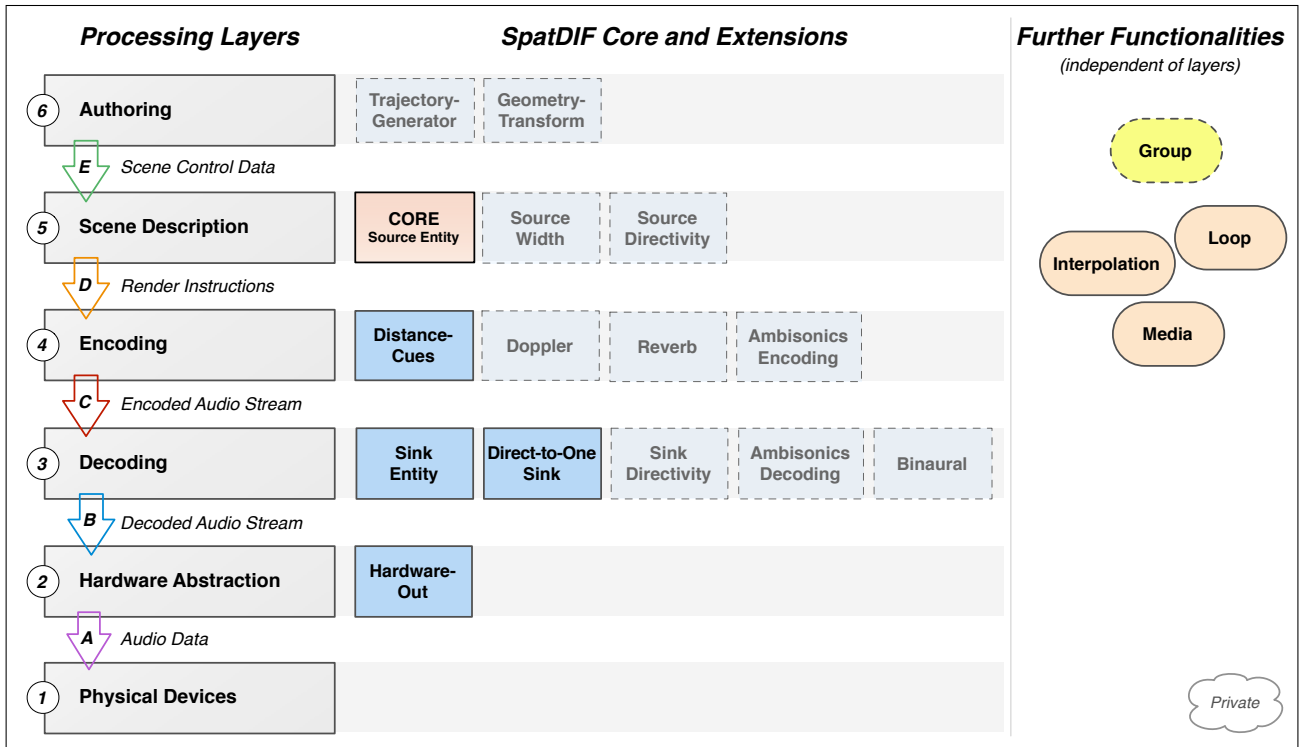 Processing Layers
SpatDIF Core and Extensions
Further Functionalities
(independent of layers)
6
Authoring
Trajectory-
Generator
Geometry-
Transform
Group
E
Scene Control Data
5
Scene Description
CORE
Source Entity
Source
Width
Source
Directivity
Loop
Interpolation
D
Render Instructions
4
Encoding
Distance-
Cues
Doppler
Reverb
Ambisonics
Encoding
Media
C
Encoded Audio Stream
3
Decoding
Sink
Entity
Direct-to-One
Sink
Sink
Directivity
Ambisonics
Decoding
Binaural
B
Decoded Audio Stream
2
Hardware Abstraction
Hardware-
Out
A
Audio Data
1
Physical Devices
Private